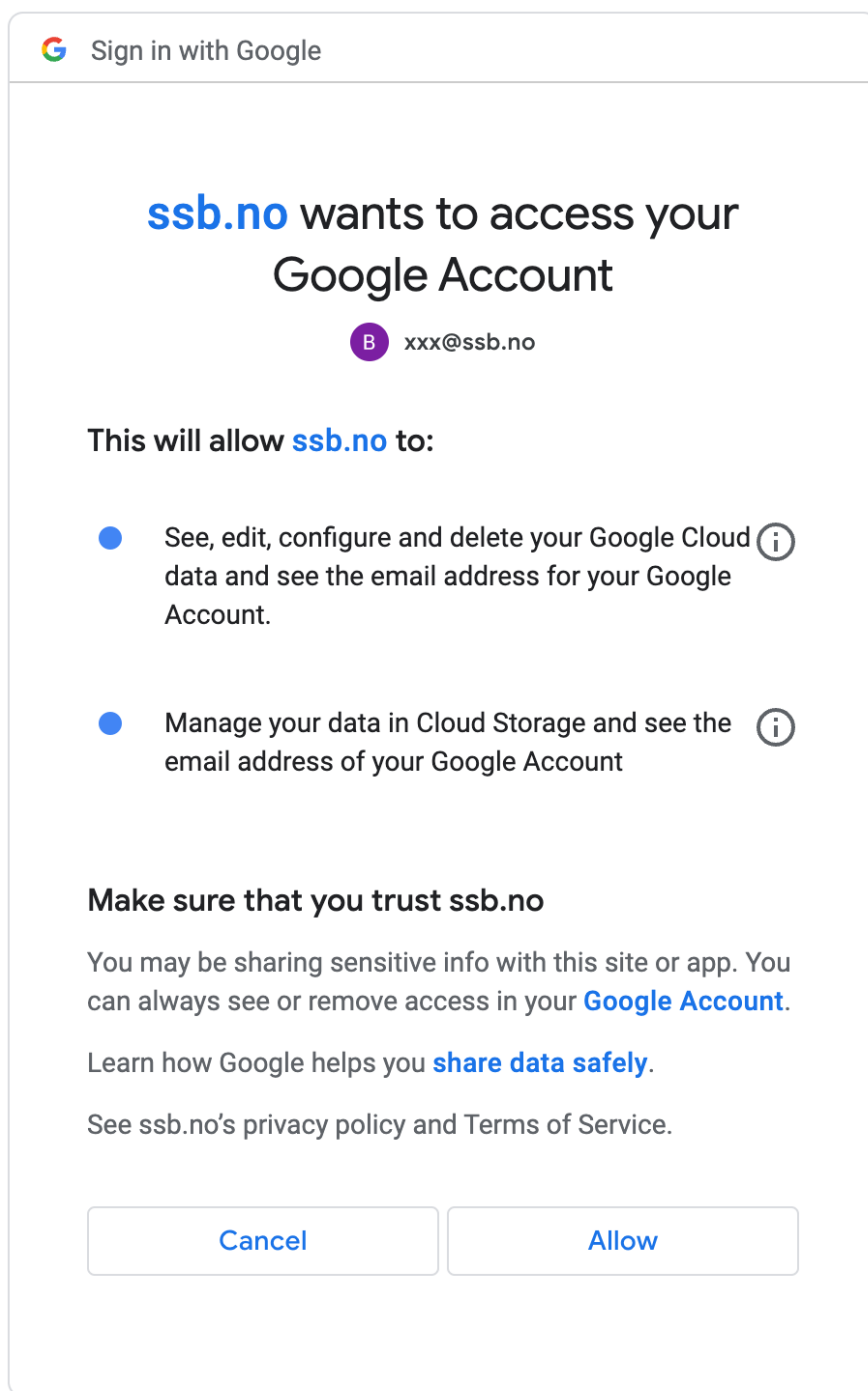 Sign in with Google
ssb.no wants to access your
Google Account
B xxx@ssb.no
This will allow ssb.no to:
See, edit, configure and delete your Google Cloud
data and see the email address for your Google
Account.
Manage your data in Cloud Storage and see the
email address of your Google Account
Make sure that you trust ssb.no
You may be sharing sensitive info with this site or app. You
can always see or remove access in your Google Account.
Learn how Google helps you share data safely.
See ssb.no’s privacy policy and Terms of Service.
Cancel Allow